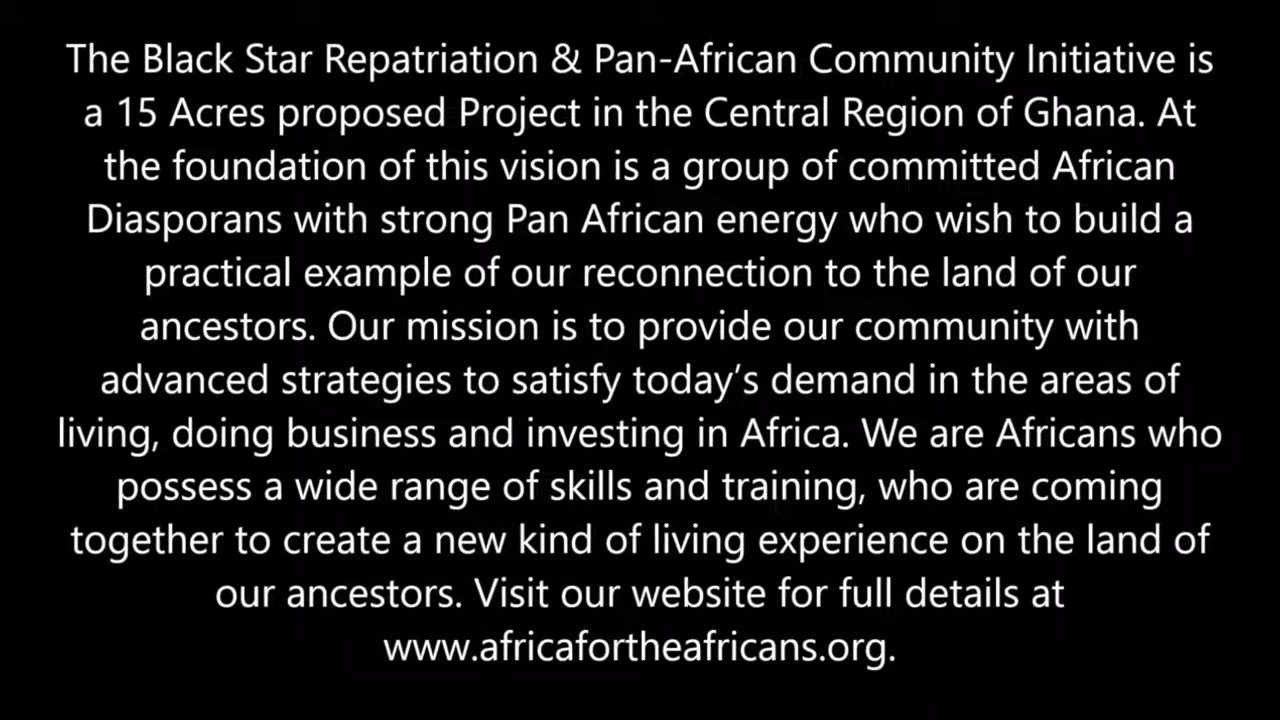 The Black Star Repatriation & Pan-African Community Initiative is
a 15 Acres proposed Project in the Central Region of Ghana. At
the foundation of this vision is a group of committed African
Diasporans with strong Pan African energy who wish to build a
practical example of our reconnection to the land of our
ancestors. Our mission is to provide our community with
advanced strategies to satisfy today’s demand in the areas of
living, doing business and investing in Africa. We are Africans who
possess a wide range of skills and training, who are coming
together to create a new kind of living experience on the land of
our ancestors. Visit our website for full details at
www.africafortheafricans.org.